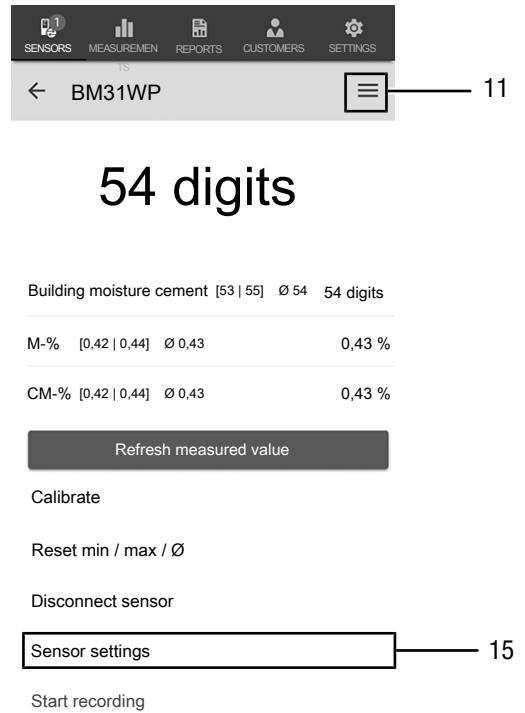 1
SENSORS MEASUREMEN TS REPORTS CUSTOMERS SETTINGS
BM31WP 11
54 digits
Building moisture cement [53 | 55] Ø 54 54 digits
M-% [0,42 | 0,44] Ø 0,43 0,43 %
CM-% [0,42 | 0,44] Ø 0,43 0,43 %
Refresh measured value
Calibrate
Reset min / max / Ø
Disconnect sensor
Sensor settings 15
Start recording